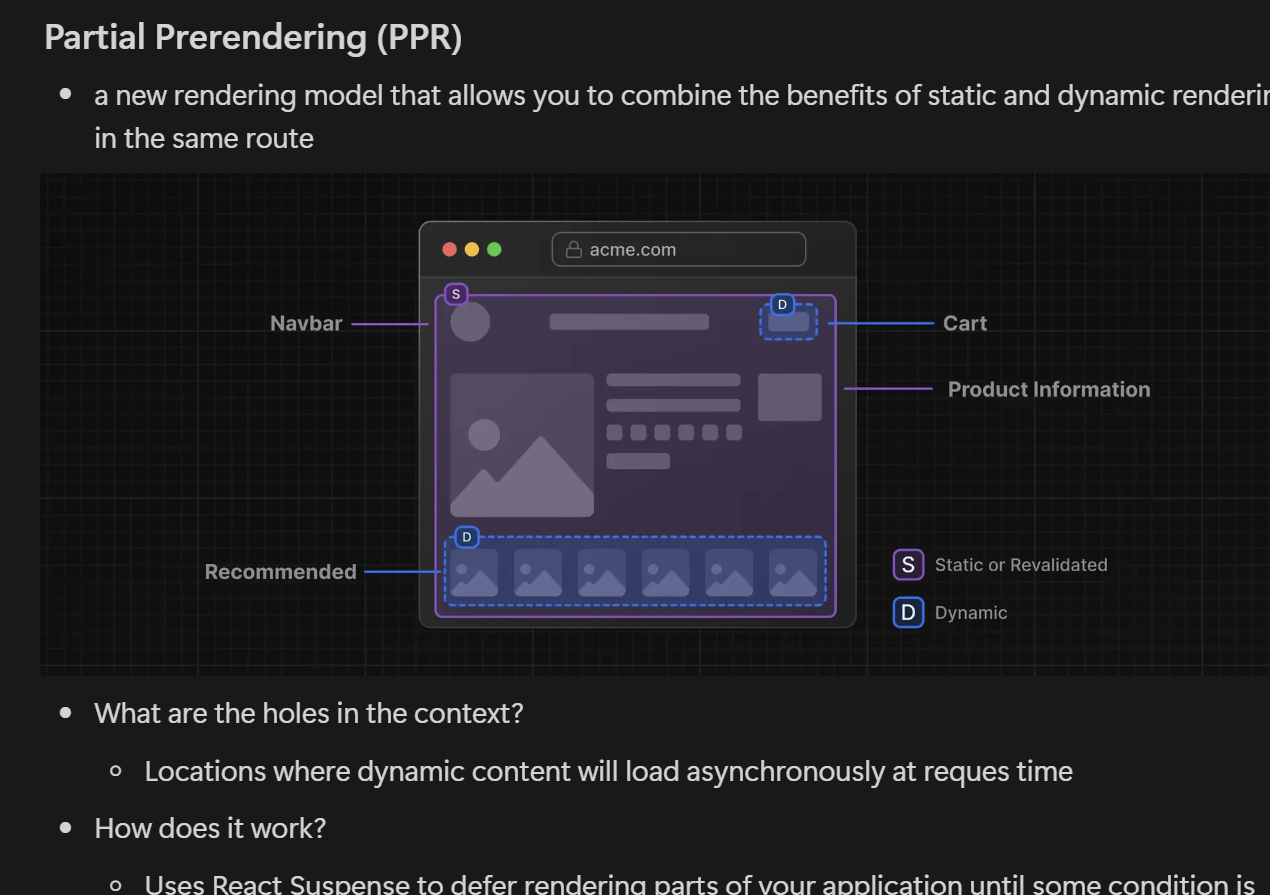 Partial Prerendering (PPR)
a new rendering model that allows you to combine the benefits of static and dynamic renderin
in the same route
acme.com
S
D
Navbar
Cart
Product Information
D
Recommended
S Static or Revalidated
D Dynamic
What are the holes in the context?
Locations where dynamic content will load asynchronously at reques time
How does it work?
Uses React Suspense to defer rendering parts of your application until some condition is